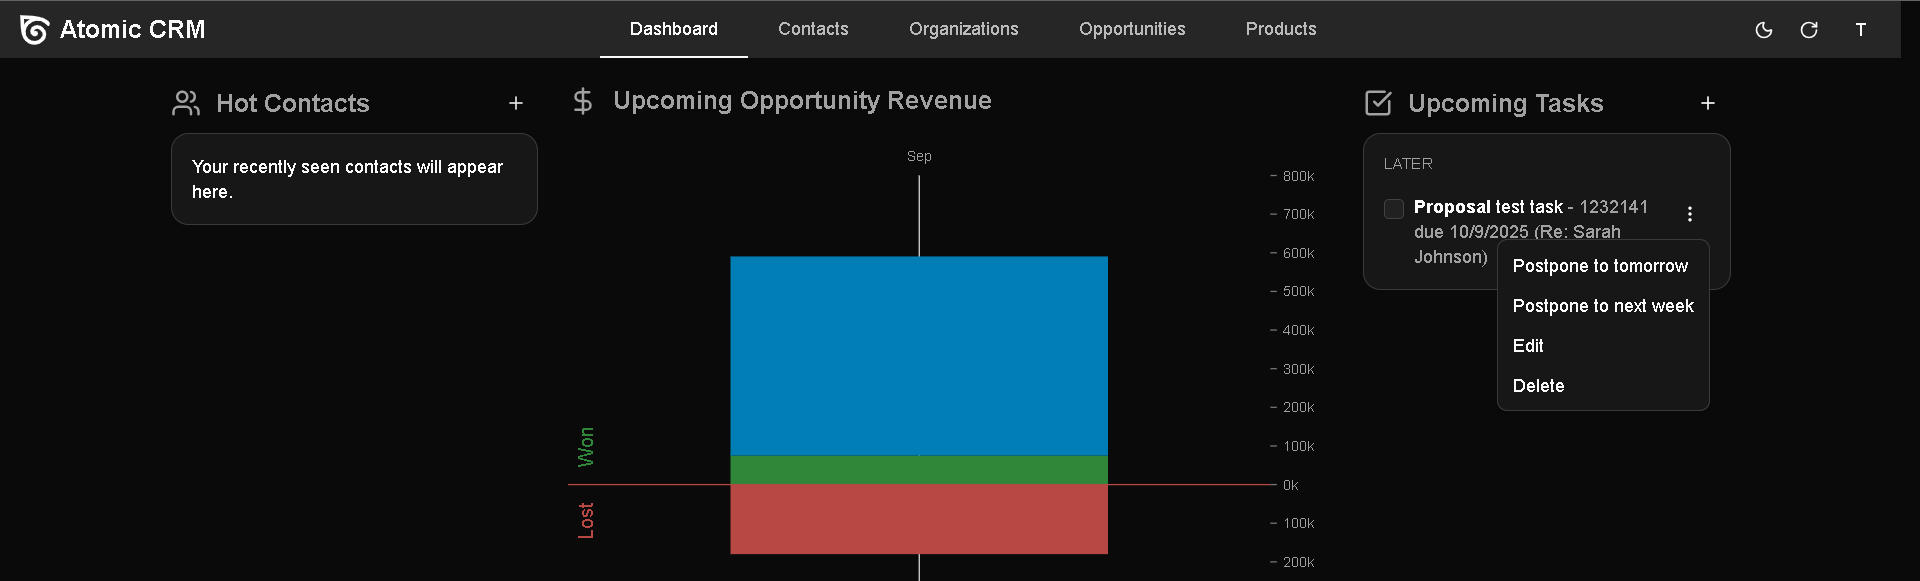 Atomic CRM
Dashboard
Contacts
Organizations
Opportunities
Products
T
Hot Contacts
+
Your recently seen contacts will appear
here.
Upcoming Opportunity Revenue
Sep
800k
700k
600k
500k
400k
300k
200k
100k
0k
100k
200k
Won
Lost
Upcoming Tasks
+
LATER
Proposal test task - 1232141
due 10/9/2025 (Re: Sarah
Johnson)
Postpone to tomorrow
Postpone to next week
Edit
Delete